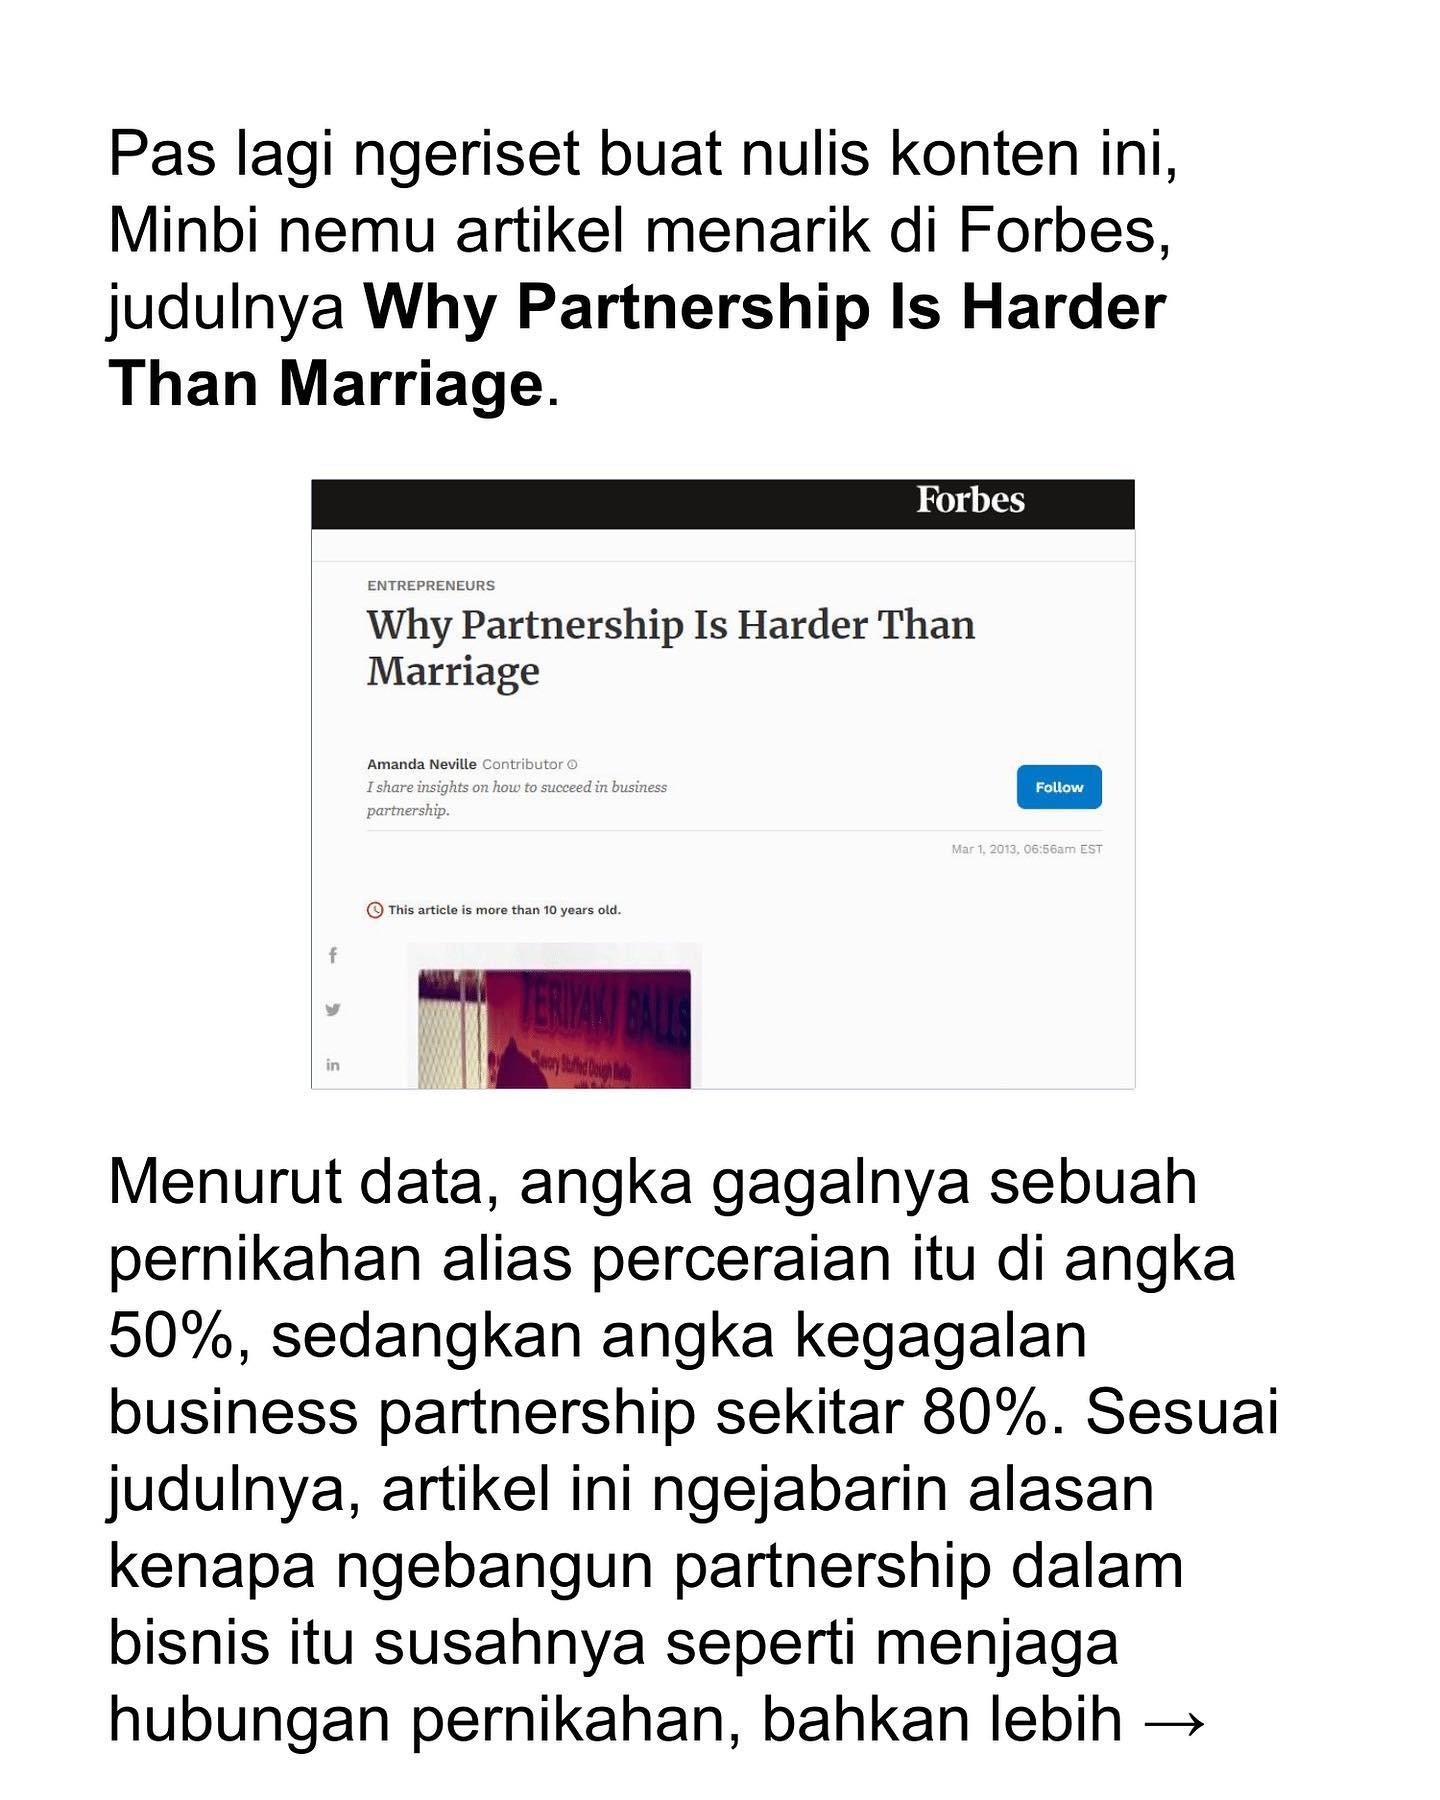 Pas lagi ngeriset buat nulis konten ini,
Minbi nemu artikel menarik di Forbes,
judulnya Why Partnership Is Harder
Than Marriage.
Forbes
ENTREPRENEURS
Why Partnership Is Harder Than
Marriage
Amanda Neville Contributor
I share insights on how to succeed in business
partnership.
Follow
Mar 1, 2013, 06:56am EST
This article is more than 10 years old.
f
in
TERIYAKI BALLS
Savory Stuffed Dough Balls
Menurut data, angka gagalnya sebuah
pernikahan alias perceraian itu di angka
50%, sedangkan angka kegagalan
business partnership sekitar 80%. Sesuai
judulnya, artikel ini ngejabarin alasan
kenapa ngebangun partnership dalam
bisnis itu susahnya seperti menjaga
hubungan pernikahan, bahkan lebih →